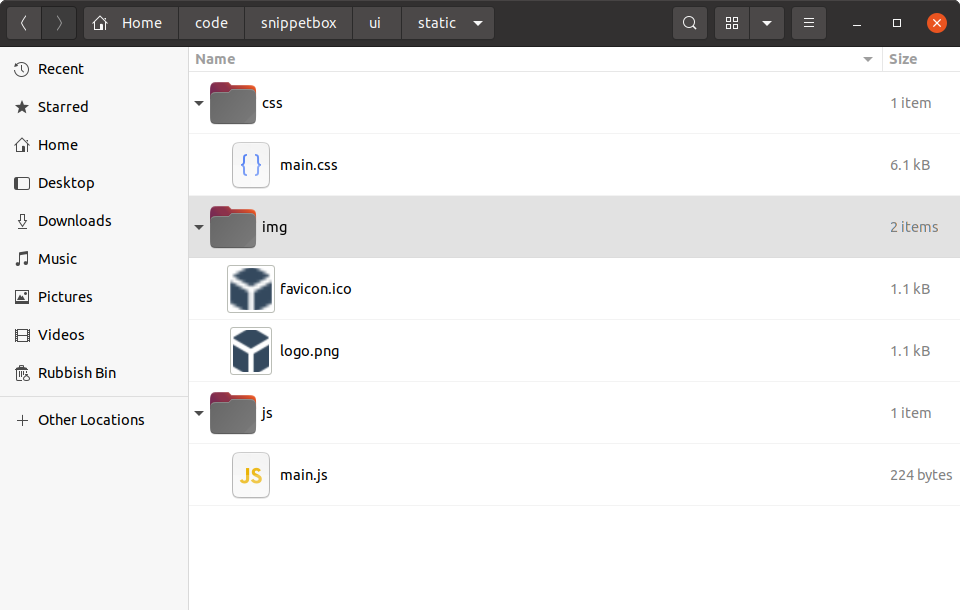 Home code snippetbox ui static
Name Size
Recent
Starred
Home
Desktop
Downloads
Music
Pictures
Videos
Rubbish Bin
Other Locations
css 1 item
{ } main.css 6.1 kB
img 2 items
favicon.ico 1.1 kB
logo.png 1.1 kB
js 1 item
JS main.js 224 bytes